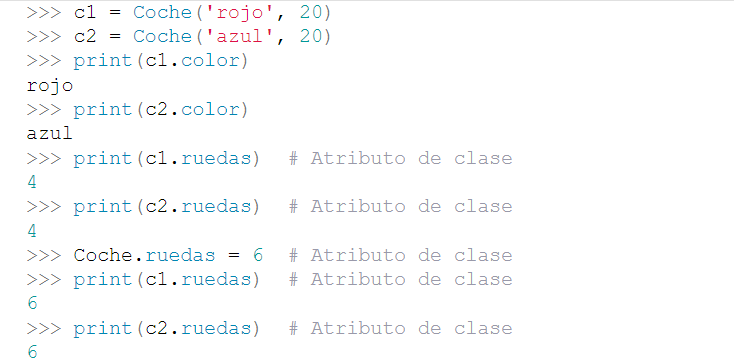 >>> c1 = Coche('rojo', 20)
>>> c2 = Coche('azul', 20)
>>> print(c1.color)
rojo
>>> print(c2.color)
azul
>>> print(c1.ruedas)  # Atributo de clase
4
>>> print(c2.ruedas)  # Atributo de clase
4
>>> Coche.ruedas = 6  # Atributo de clase
>>> print(c1.ruedas)  # Atributo de clase
6
>>> print(c2.ruedas)  # Atributo de clase
6